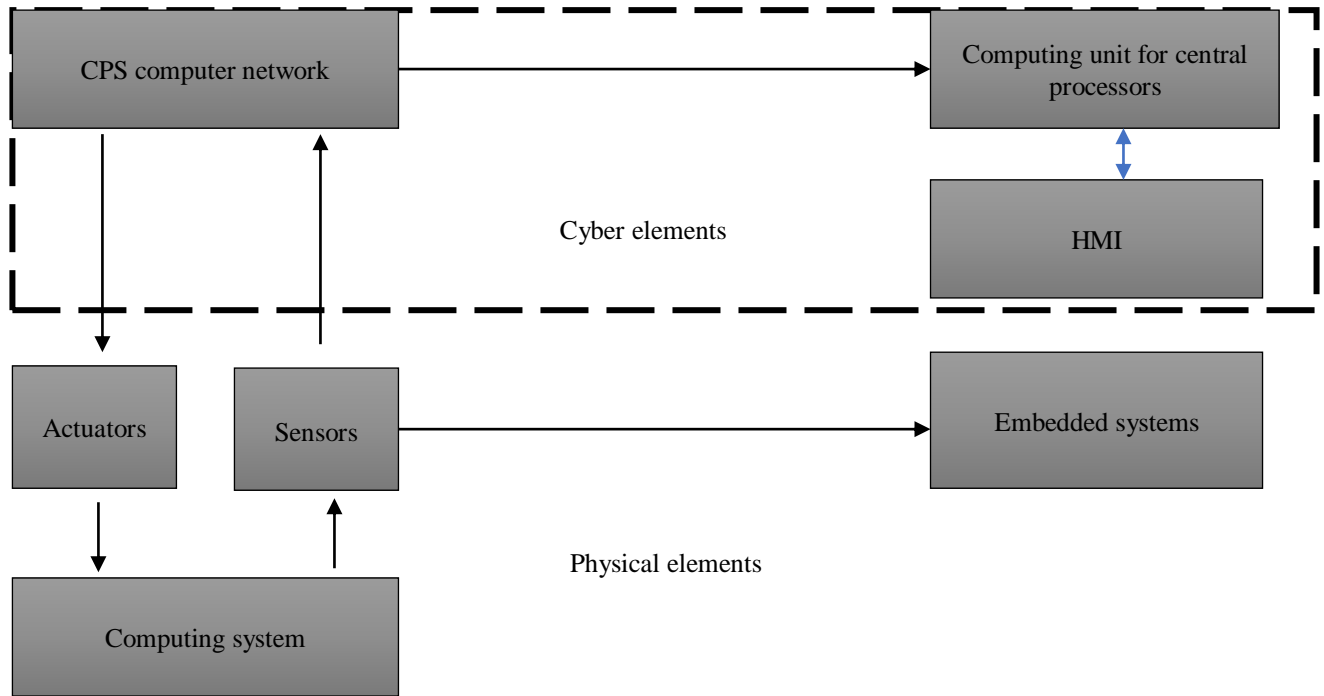 CPS computer network
Computing unit for central
processors
Cyber elements
HMI
Actuators
Sensors
Embedded systems
Physical elements
Computing system